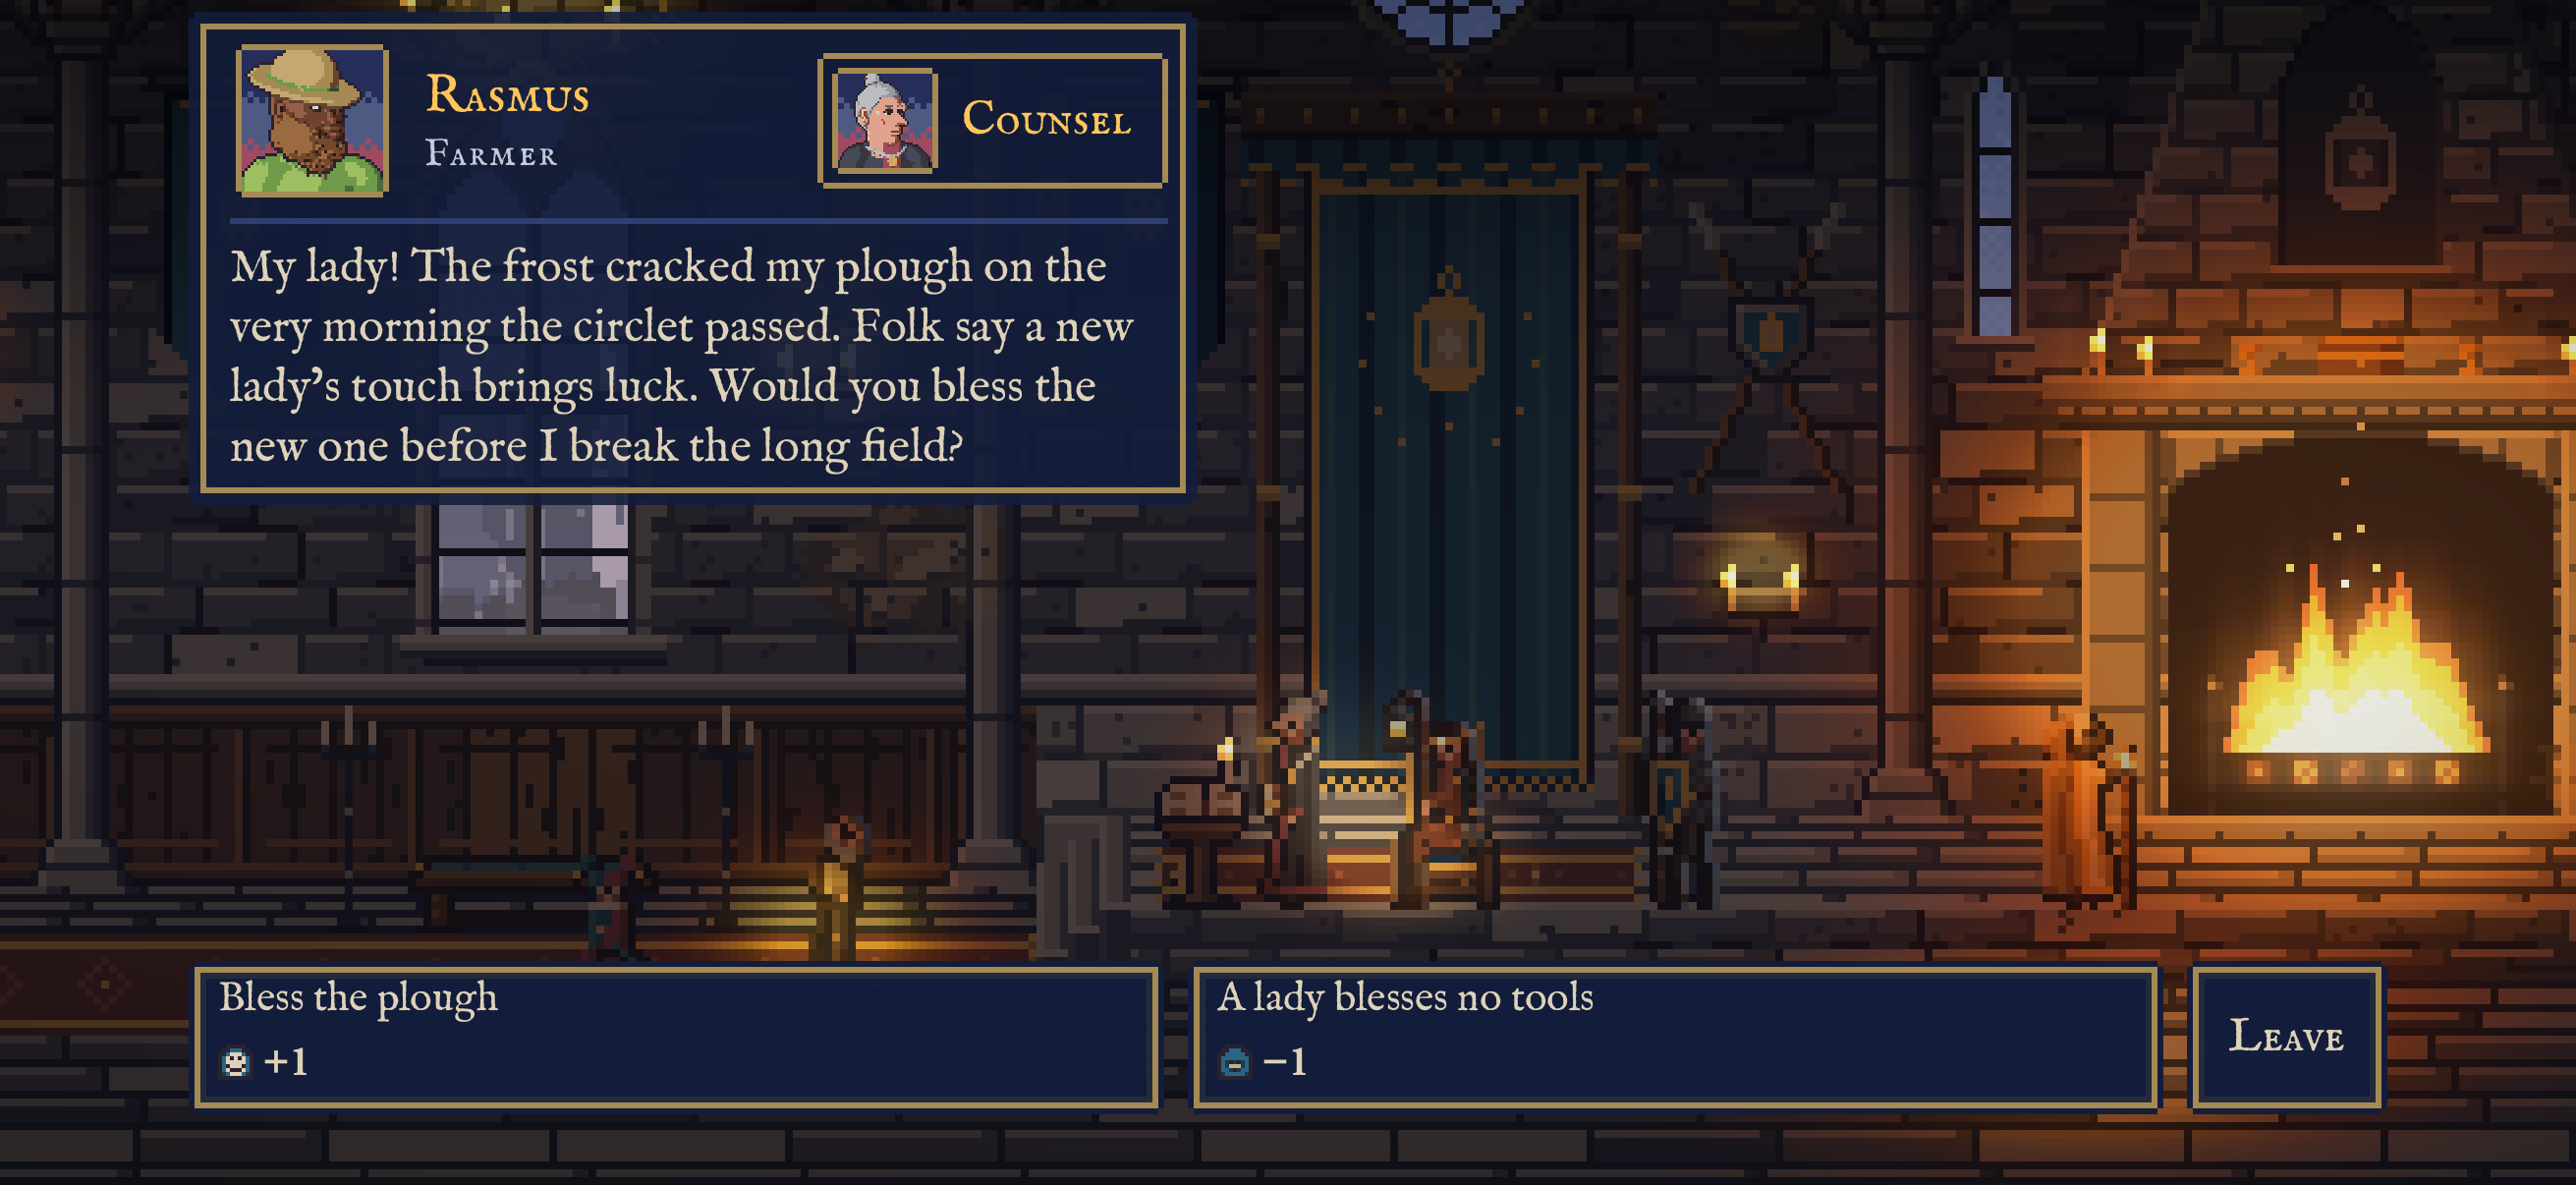 Rasmus
Farmer
Counsel
My lady! The frost cracked my plough on the
very morning the circlet passed. Folk say a new
lady’s touch brings luck. Would you bless the
new one before I break the long field?
Bless the plough
+1
A lady blesses no tools
−1
Leave